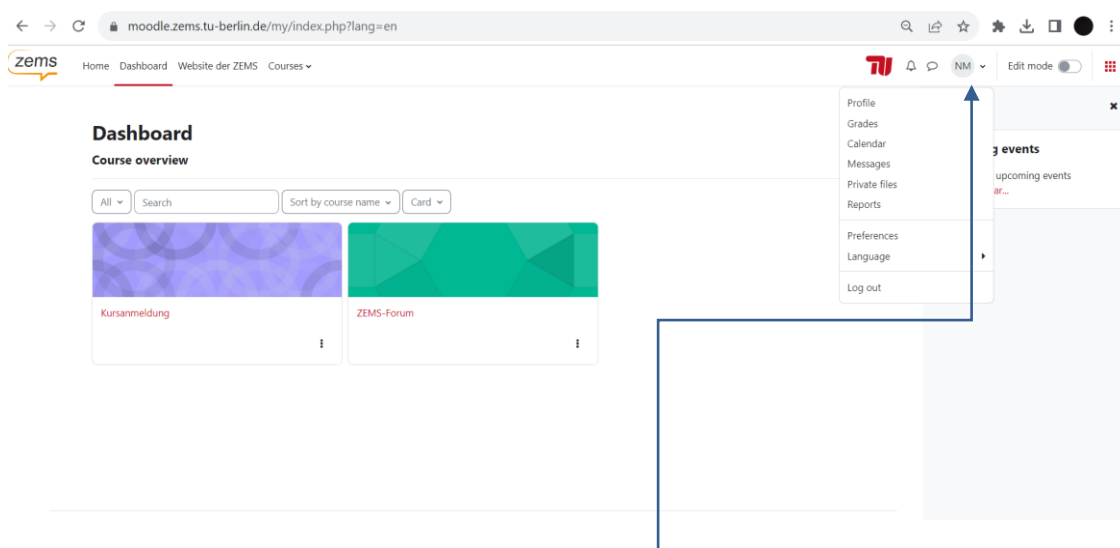 moodle.zems.tu-berlin.de/my/index.php?lang=en
zems Home Dashboard Website der ZEMS Courses NM Edit mode
Profile
Grades
Calendar
Messages
Private files
Reports
Preferences
Language
Log out
Dashboard
Course overview
All Search Sort by course name Card
Kursanmeldung ZEMS-Forum
events
upcoming events